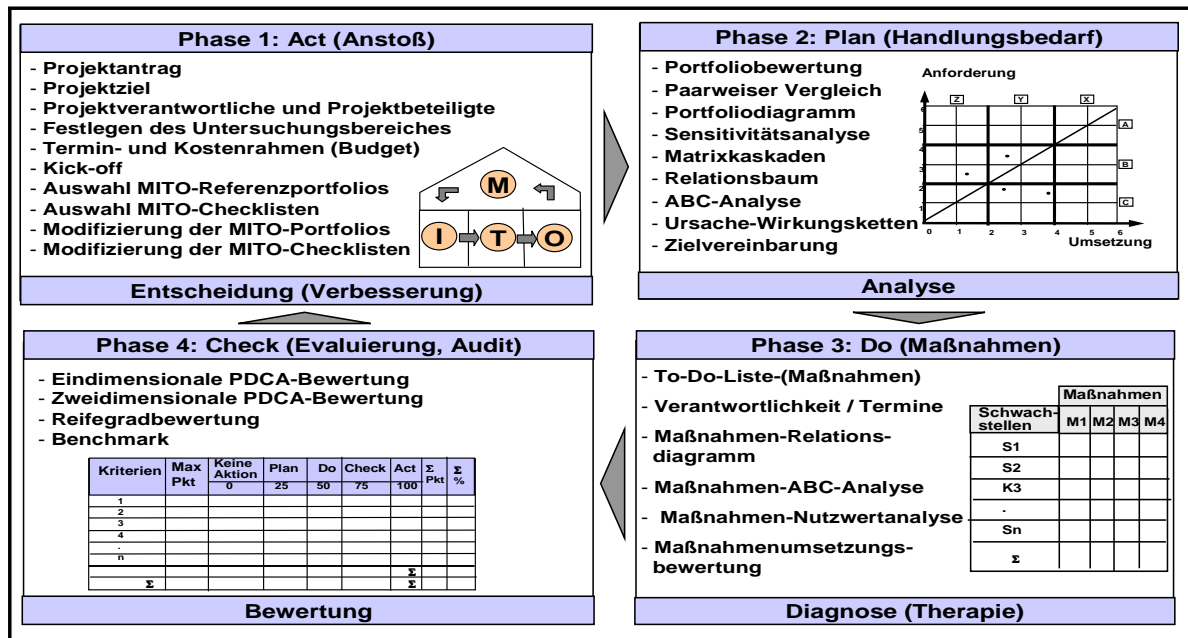 Phase 1: Act (Anstoß)
- Projektantrag
- Projektziel
- Projektverantwortliche und Projektbeteiligte
- Festlegen des Untersuchungsbereiches
- Termin- und Kostenrahmen (Budget)
- Kick-off
- Auswahl MITO-Referenzportfolios
- Auswahl MITO-Checklisten
- Modifizierung der MITO-Portfolios
- Modifizierung der MITO-Checklisten
M
I T O
Entscheidung (Verbesserung)
Phase 2: Plan (Handlungsbedarf)
- Portfoliobewertung
- Paarweiser Vergleich
- Portfoliodiagramm
- Sensitivitätsanalyse
- Matrixkaskaden
- Relationsbaum
- ABC-Analyse
- Ursache-Wirkungsketten
- Zielvereinbarung
Anforderung
Z Y X
6
5
4
3
2
1
A
B
C
0 1 2 3 4 5 6
Umsetzung
Analyse
Phase 4: Check (Evaluierung, Audit)
- Eindimensionale PDCA-Bewertung
- Zweidimensionale PDCA-Bewertung
- Reifegradbewertung
- Benchmark
Kriterien Max Pkt Keine Aktion Plan Do Check Act Σ Pkt Σ %
0 25 50 75 100
1
2
3
4
.
n
Σ
Σ Σ
Bewertung
Phase 3: Do (Maßnahmen)
- To-Do-Liste-(Maßnahmen)
- Verantwortlichkeit / Termine
- Maßnahmen-Relations-
diagramm
- Maßnahmen-ABC-Analyse
- Maßnahmen-Nutzwertanalyse
- Maßnahmenumsetzungs-
bewertung
Maßnahmen
Schwach-
stellen
M1 M2 M3 M4
S1
S2
K3
.
Sn
Σ
Diagnose (Therapie)